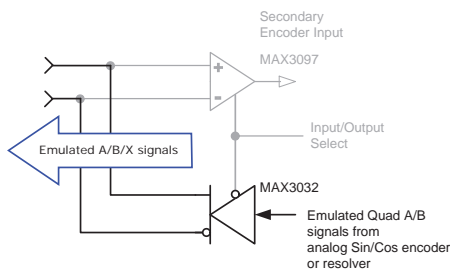 Secondary
Encoder Input
MAX3097
+
-
Input/Output
Select
Emulated A/B/X signals
MAX3032
Emulated Quad A/B
signals from
analog Sin/Cos encoder
or resolver